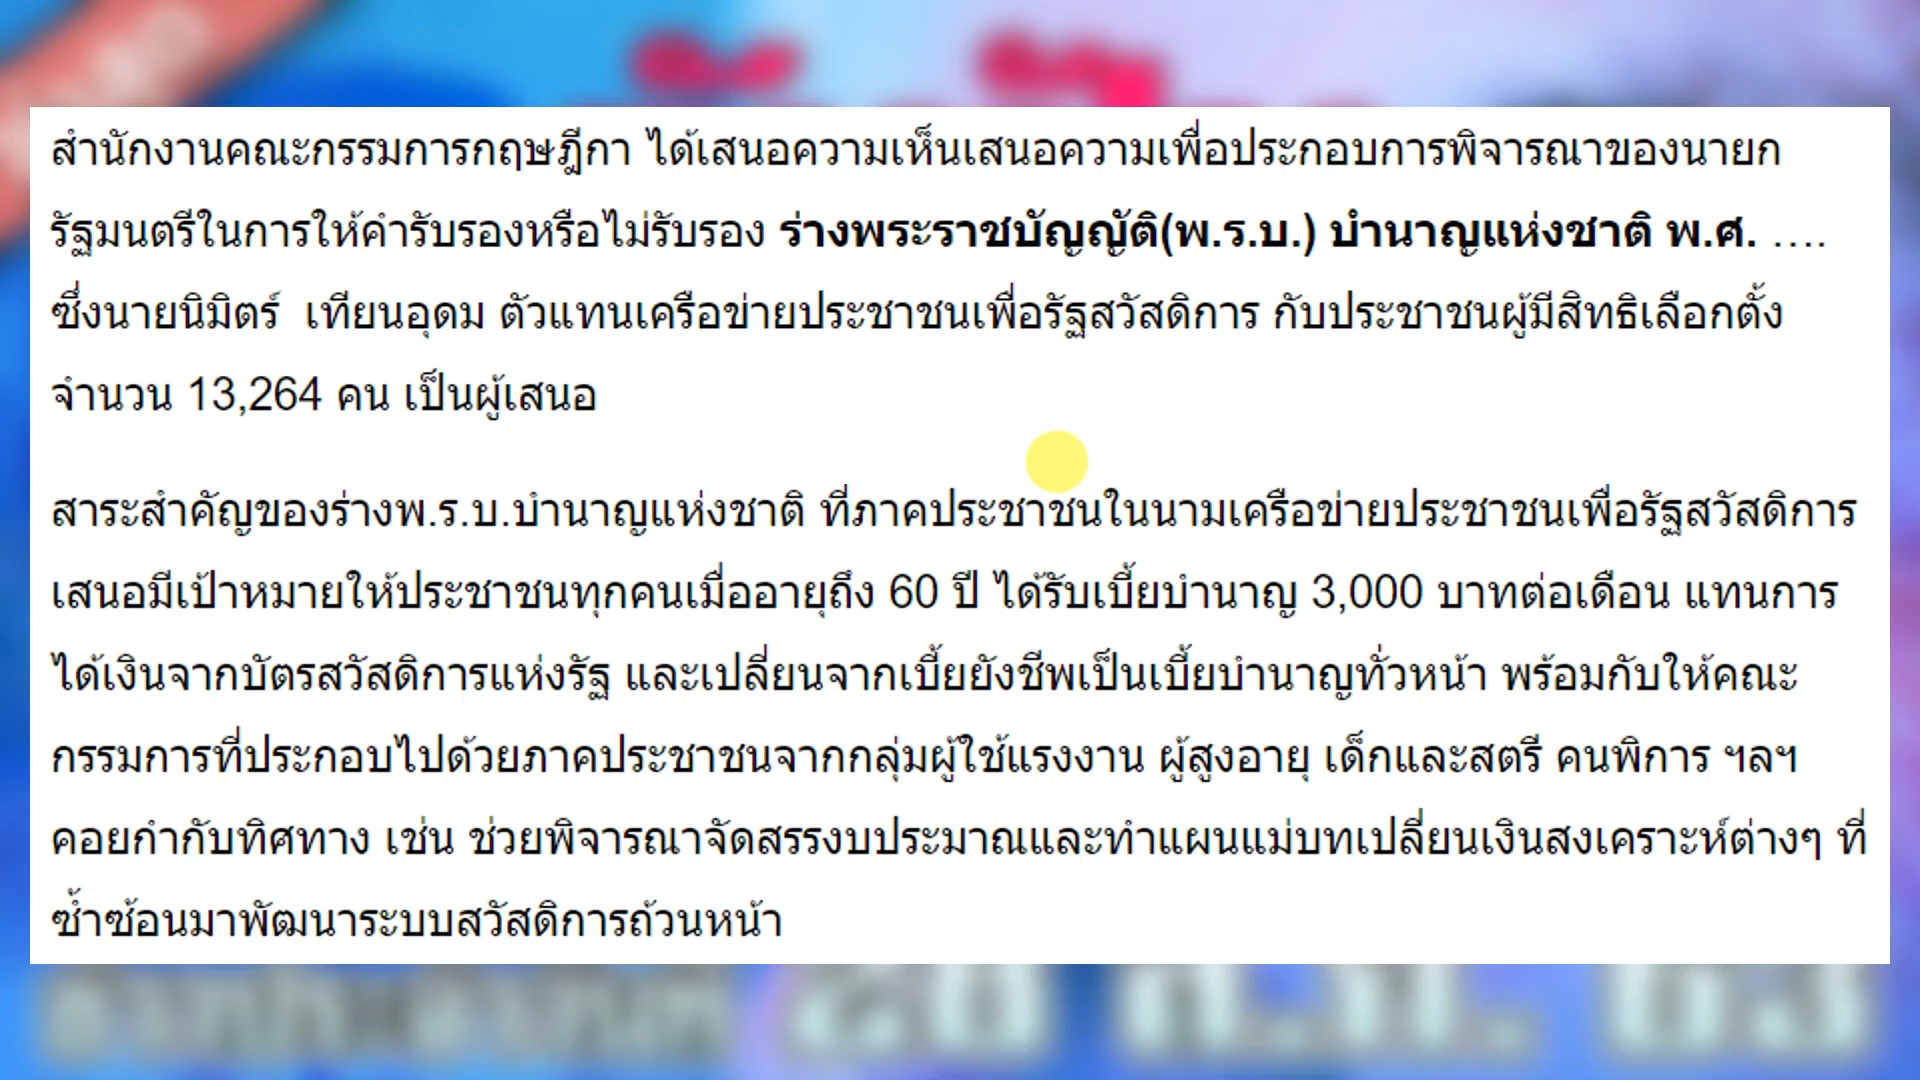 สำนักงานคณะกรรมการกฤษฎีกา ได้เสนอความเห็นเสนอความเพื่อประกอบการพิจารณาของนายก
รัฐมนตรีในการให้คำรับรองหรือไม่รับรอง ร่างพระราชบัญญัติ(พ.ร.บ.) บำนาญแห่งชาติ พ.ศ. ....
ซึ่งนายนิมิตร์ เทียนอุดม ตัวแทนเครือข่ายประชาชนเพื่อรัฐสวัสดิการ กับประชาชนผู้มีสิทธิเลือกตั้ง
จำนวน 13,264 คน เป็นผู้เสนอ
สาระสำคัญของร่างพ.ร.บ.บำนาญแห่งชาติ ที่ภาคประชาชนในนามเครือข่ายประชาชนเพื่อรัฐสวัสดิการ
เสนอมีเป้าหมายให้ประชาชนทุกคนเมื่ออายุถึง 60 ปี ได้รับเบี้ยบำนาญ 3,000 บาทต่อเดือน แทนการ
ได้เงินจากบัตรสวัสดิการแห่งรัฐ และเปลี่ยนจากเบี้ยยังชีพเป็นเบี้ยบำนาญทั่วหน้า พร้อมกับให้คณะ
กรรมการที่ประกอบไปด้วยภาคประชาชนจากกลุ่มผู้ใช้แรงงาน ผู้สูงอายุ เด็กและสตรี คนพิการ ฯลฯ
คอยกำกับทิศทาง เช่น ช่วยพิจารณาจัดสรรงบประมาณและทำแผนแม่บทเปลี่ยนเงินสงเคราะห์ต่างๆ ที่
ซ้ำซ้อนมาพัฒนาระบบสวัสดิการถ้วนหน้า